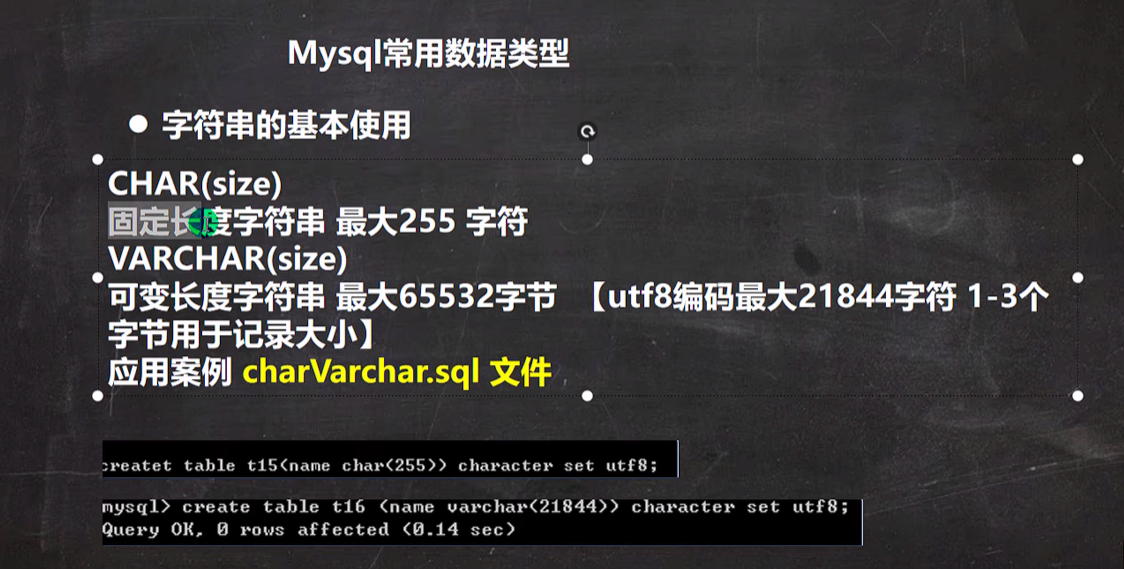 Mysql常用数据类型
● 字符串的基本使用
CHAR(size)
固定长度字符串 最大255 字符
VARCHAR(size)
可变长度字符串 最大65532字节 【utf8编码最大21844字符 1-3个
字节用于记录大小】
应用案例 charVarchar.sql 文件
createt table t15(name char(255)) character set utf8;
mysql> create table t16 (name varchar(21844)) character set utf8;
Query OK, 0 rows affected (0.14 sec)